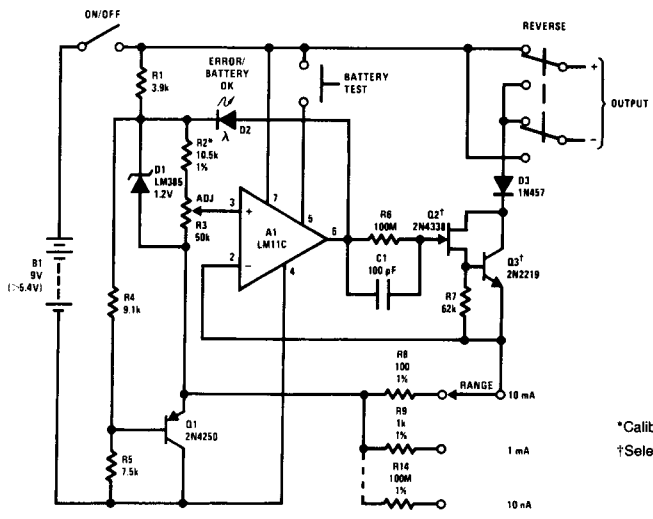 ON/OFF
REVERSE
R1
3.9k
ERROR/
BATTERY
OK
BATTERY
TEST
+
OUTPUT
−
D2
λ
R2*
10.5k
1%
D1
LM385
1.2V
ADJ
R3
50k
3
+
7
5
A1
LM11C
6
2
−
4
R6
100M
C1
100 pF
Q2†
2N4338
D3
1N457
Q3†
2N2219
R7
62k
B1
9V
(>5.4V)
R4
9.1k
R8
100
1%
RANGE
10 mA
R9
1k
1%
1 mA
R14
100M
1%
10 nA
Q1
2N4250
R5
7.5k
*Calib
†Sele